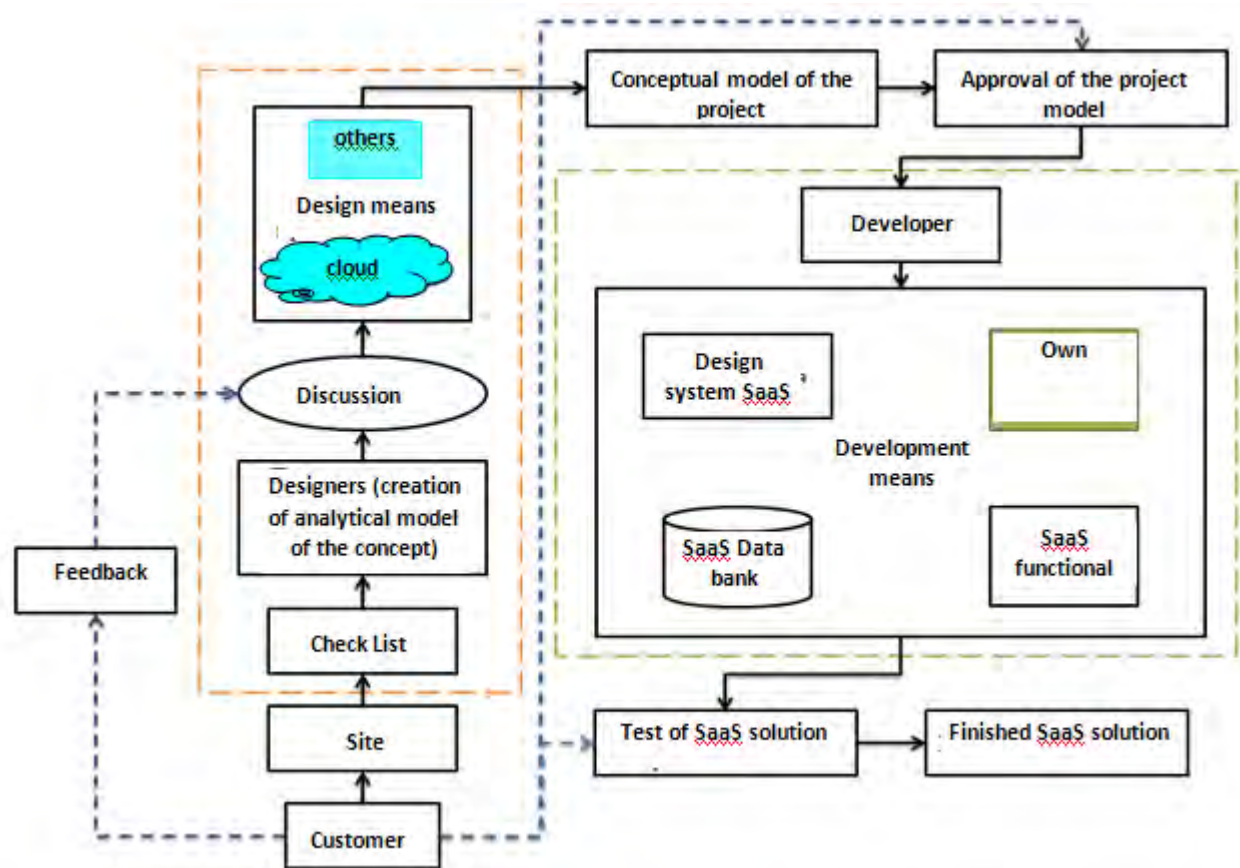 Conceptual model of the
project
Approval of the project
model
others
Design means
cloud
Developer
Discussion
Design
system SaaS
Own
Development
means
Designers (creation
of analytical model
of the concept)
SaaS Data
bank
SaaS
functional
Feedback
Check List
Site
Test of SaaS solution
Finished SaaS solution
Customer